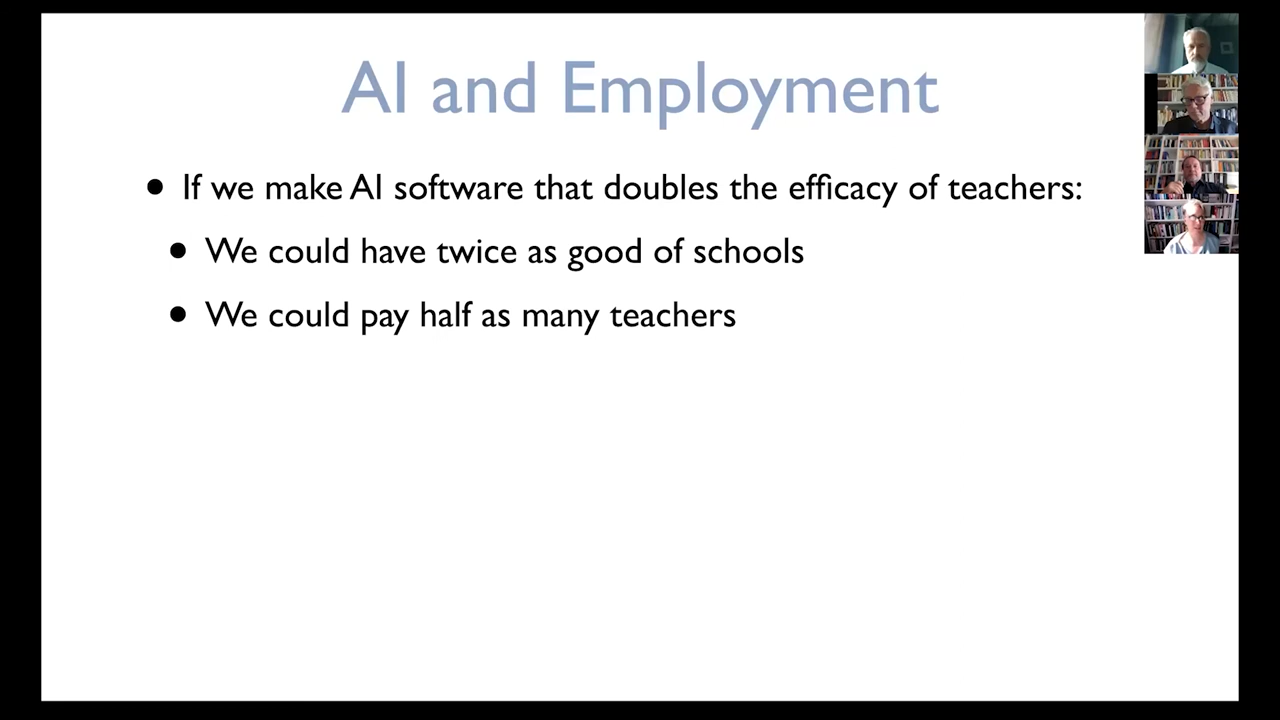 AI and Employment
• If we make AI software that doubles the efficacy of teachers:
• We could have twice as good of schools
• We could pay half as many teachers